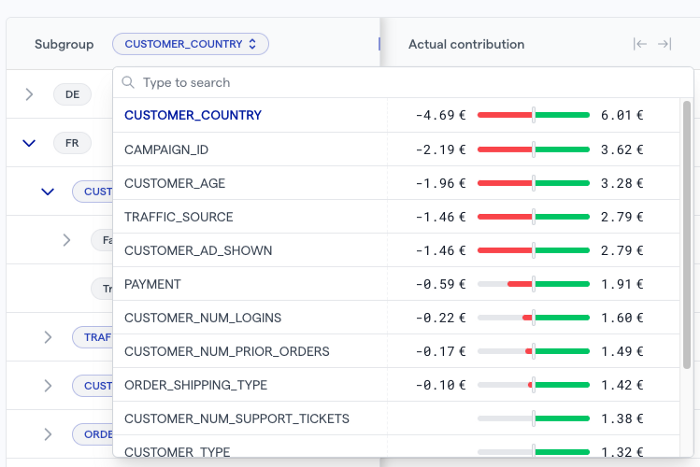 Subgroup CUSTOMER_COUNTRY Actual contribution
Type to search
DE
CUSTOMER_COUNTRY -4.69 € 6.01 €
FR
CAMPAIGN_ID -2.19 € 3.62 €
CUST
CUSTOMER_AGE -1.96 € 3.28 €
TRAFFIC_SOURCE -1.46 € 2.79 €
Fa
CUSTOMER_AD_SHOWN -1.46 € 2.79 €
Tr
PAYMENT -0.59 € 1.91 €
CUSTOMER_NUM_LOGINS -0.22 € 1.60 €
TRAF
CUSTOMER_NUM_PRIOR_ORDERS -0.17 € 1.49 €
CUST
ORDER_SHIPPING_TYPE -0.10 € 1.42 €
CUSTOMER_NUM_SUPPORT_TICKETS 1.38 €
ORDE
CUSTOMER_TYPE 1.32 €